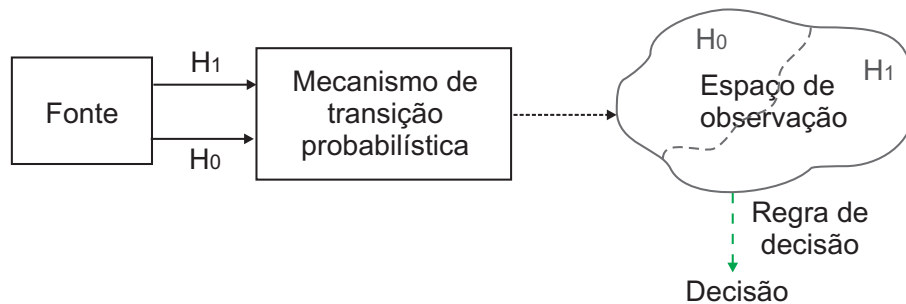 Fonte
H1
H0
Mecanismo de
transição
probabilística
H0
H1
Espaço de
observação
Regra de
decisão
Decisão